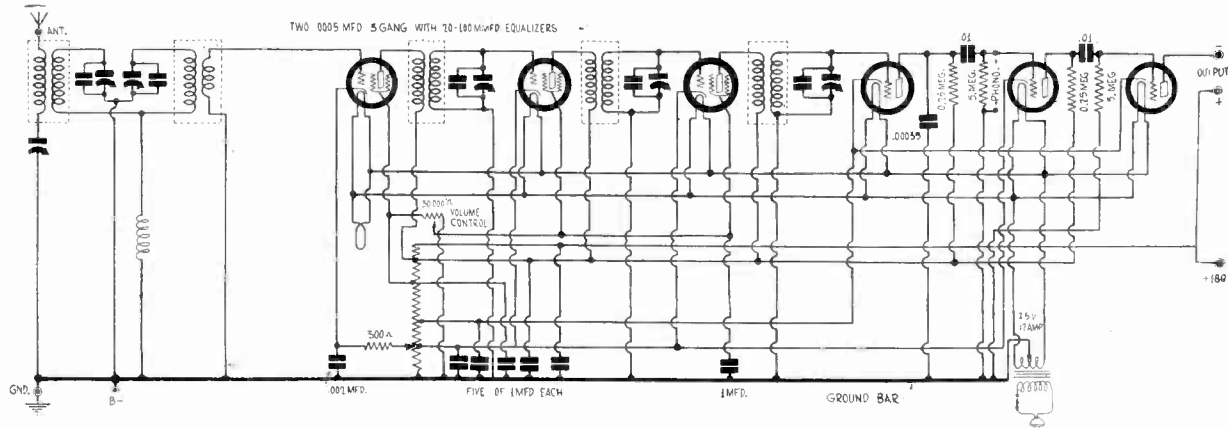 TWO .0005 MFD 3 GANG WITH 20-100 MMFD EQUALIZERS
ANT.
.01
.01
-
OUTPUT
+
0.25 MEG.
5 MEG.
-PHONO.+
0.25 MEG
5 MEG.
.00035
30.000Ω
VOLUME
CONTROL
+180
2.5 V
12 AMP
300Ω
GND.
B-
.002 MFD.
FIVE OF 1 MFD EACH
1 MFD.
GROUND BAR